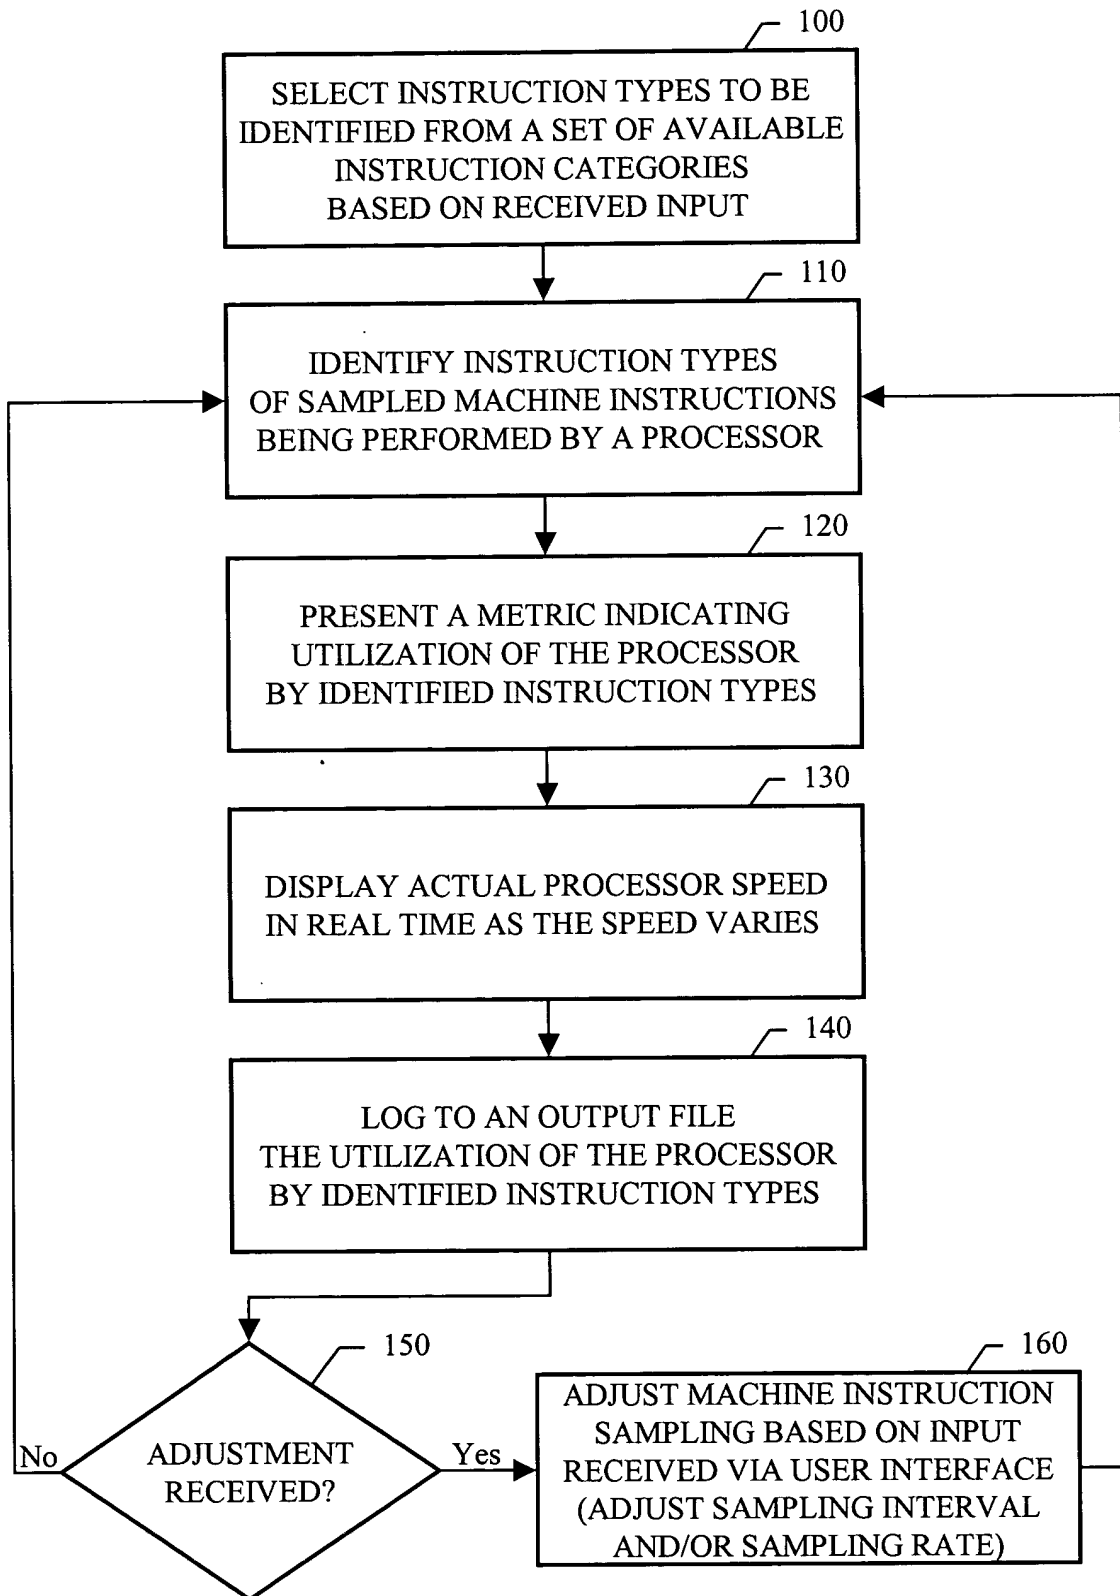 100
SELECT INSTRUCTION TYPES TO BE
IDENTIFIED FROM A SET OF AVAILABLE
INSTRUCTION CATEGORIES
BASED ON RECEIVED INPUT
110
IDENTIFY INSTRUCTION TYPES
OF SAMPLED MACHINE INSTRUCTIONS
BEING PERFORMED BY A PROCESSOR
120
PRESENT A METRIC INDICATING
UTILIZATION OF THE PROCESSOR
BY IDENTIFIED INSTRUCTION TYPES
130
DISPLAY ACTUAL PROCESSOR SPEED
IN REAL TIME AS THE SPEED VARIES
140
LOG TO AN OUTPUT FILE
THE UTILIZATION OF THE PROCESSOR
BY IDENTIFIED INSTRUCTION TYPES
150
ADJUSTMENT
RECEIVED?
No
Yes
160
ADJUST MACHINE INSTRUCTION
SAMPLING BASED ON INPUT
RECEIVED VIA USER INTERFACE
(ADJUST SAMPLING INTERVAL
AND/OR SAMPLING RATE)